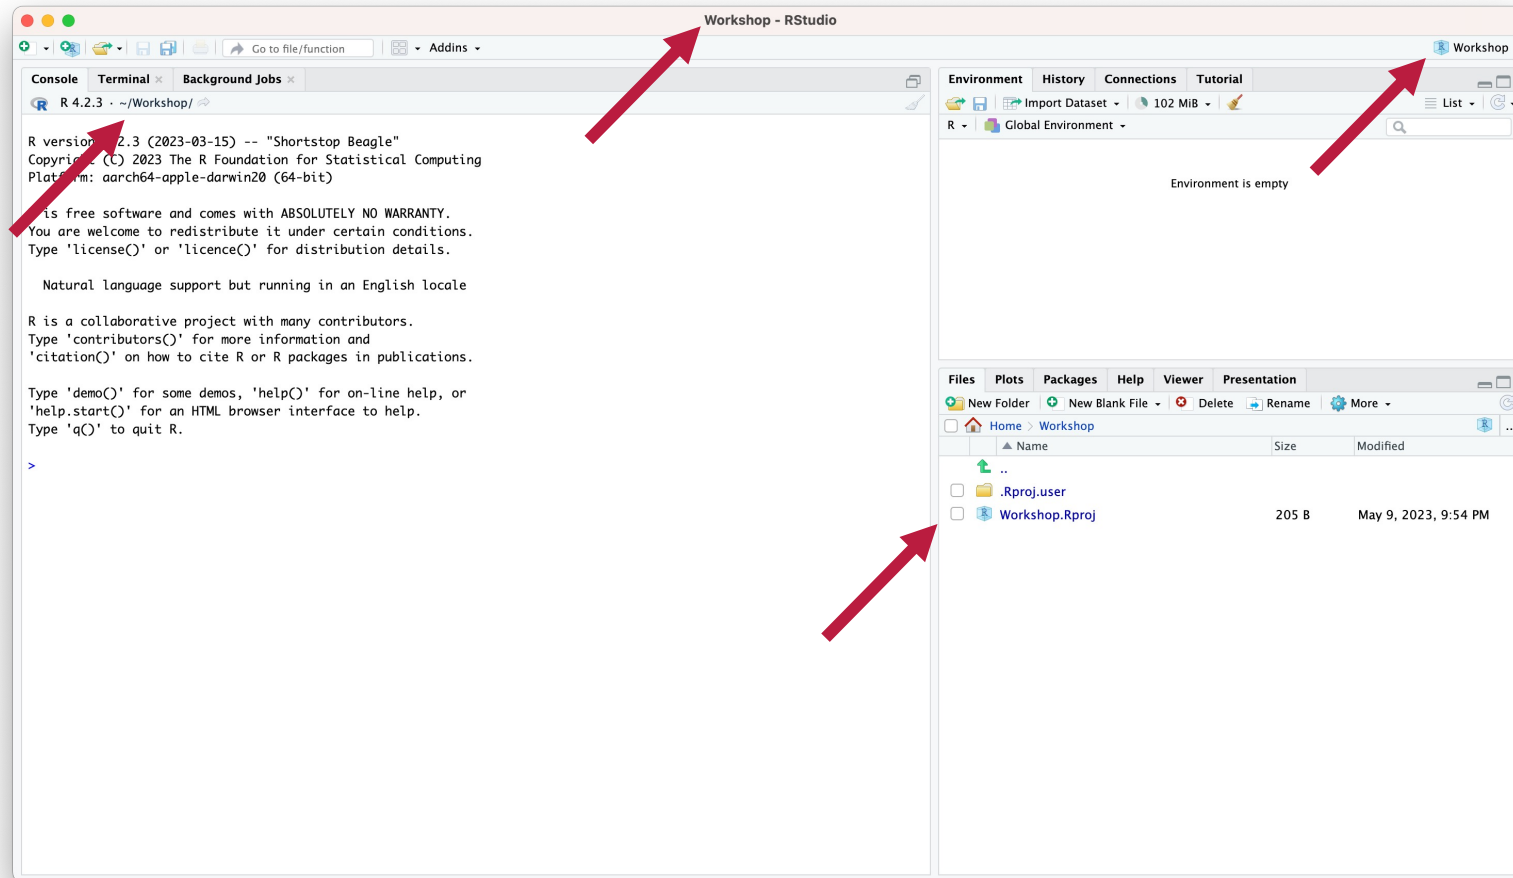 Workshop - RStudio
Go to file/function
Addins
Workshop
Console Terminal Background Jobs
R 4.2.3 · ~/Workshop/
R version 2.3 (2023-03-15) -- "Shortstop Beagle"
Copyright (C) 2023 The R Foundation for Statistical Computing
Platform: aarch64-apple-darwin20 (64-bit)
is free software and comes with ABSOLUTELY NO WARRANTY.
You are welcome to redistribute it under certain conditions.
Type 'license()' or 'licence()' for distribution details.
Natural language support but running in an English locale
R is a collaborative project with many contributors.
Type 'contributors()' for more information and
'citation()' on how to cite R or R packages in publications.
Type 'demo()' for some demos, 'help()' for on-line help, or
'help.start()' for an HTML browser interface to help.
Type 'q()' to quit R.
>
Environment History Connections Tutorial
Import Dataset 102 MiB List
R Global Environment
Environment is empty
Files Plots Packages Help Viewer Presentation
New Folder New Blank File Delete Rename More
Home Workshop
Name Size Modified
..
.Rproj.user
Workshop.Rproj 205 B May 9, 2023, 9:54 PM